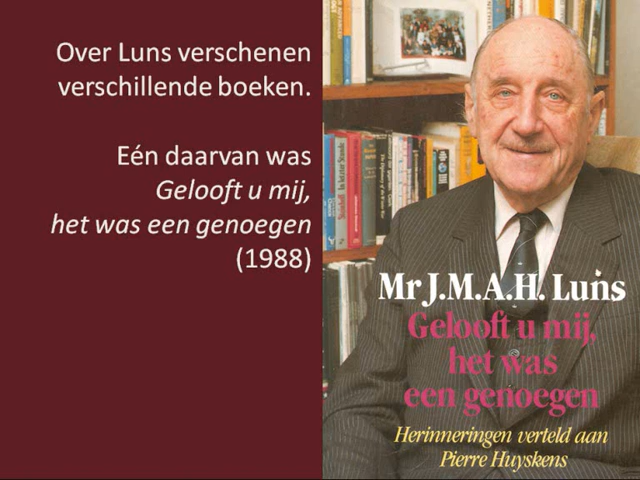 Over Luns verschenen
verschillende boeken.
Eén daarvan was
Gelooft u mij,
het was een genoegen
(1988)
Mr J.M.A.H. Luns
Gelooft u mij,
het was
een genoegen
Herinneringen verteld aan
Pierre Huyskens